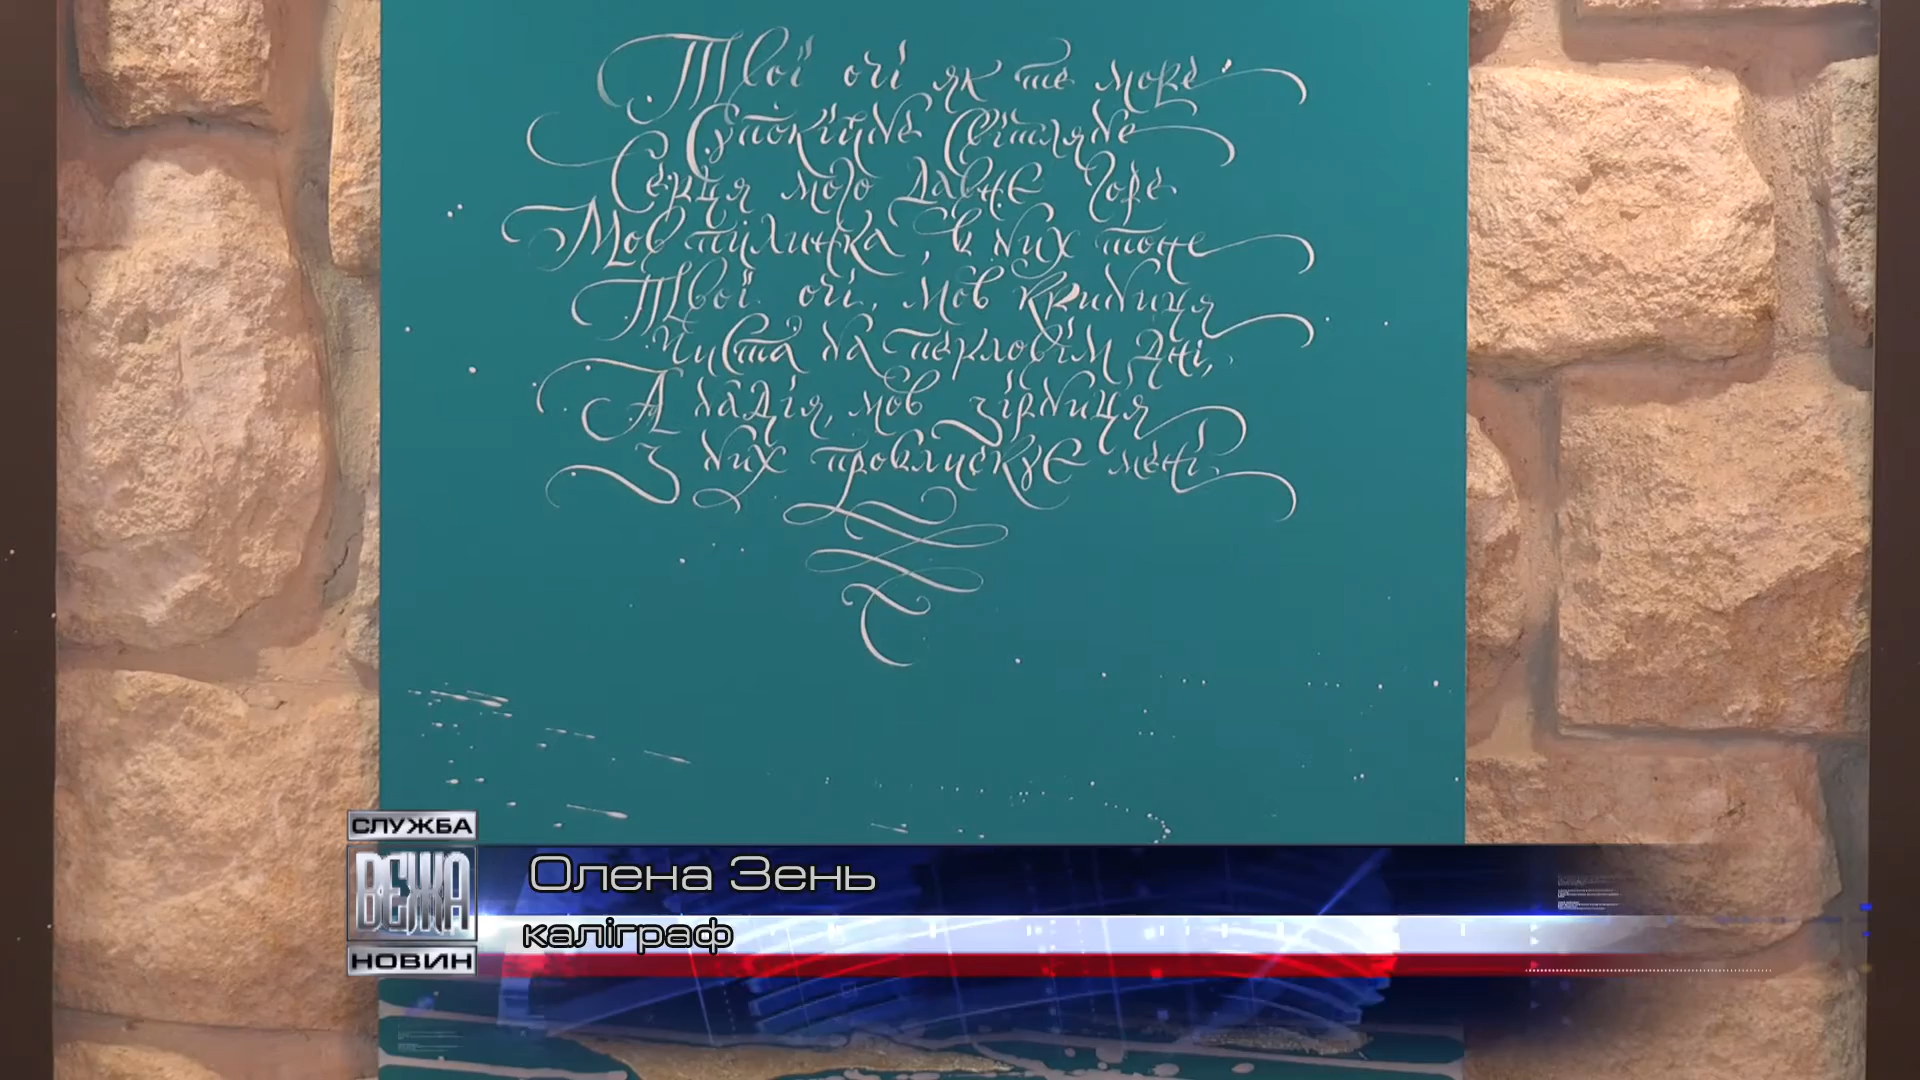 Твої очі як те море
Супокійне Світляне
Серця мого давнє горе
Мов пилинка, в них тоне
Твої очі, мов криниця
Чиста на перловім дні,
А надія, мов зірниця
З них проблискує мені
СЛУЖБА
ВЕЖА
НОВИН
Олена Зень
каліграф